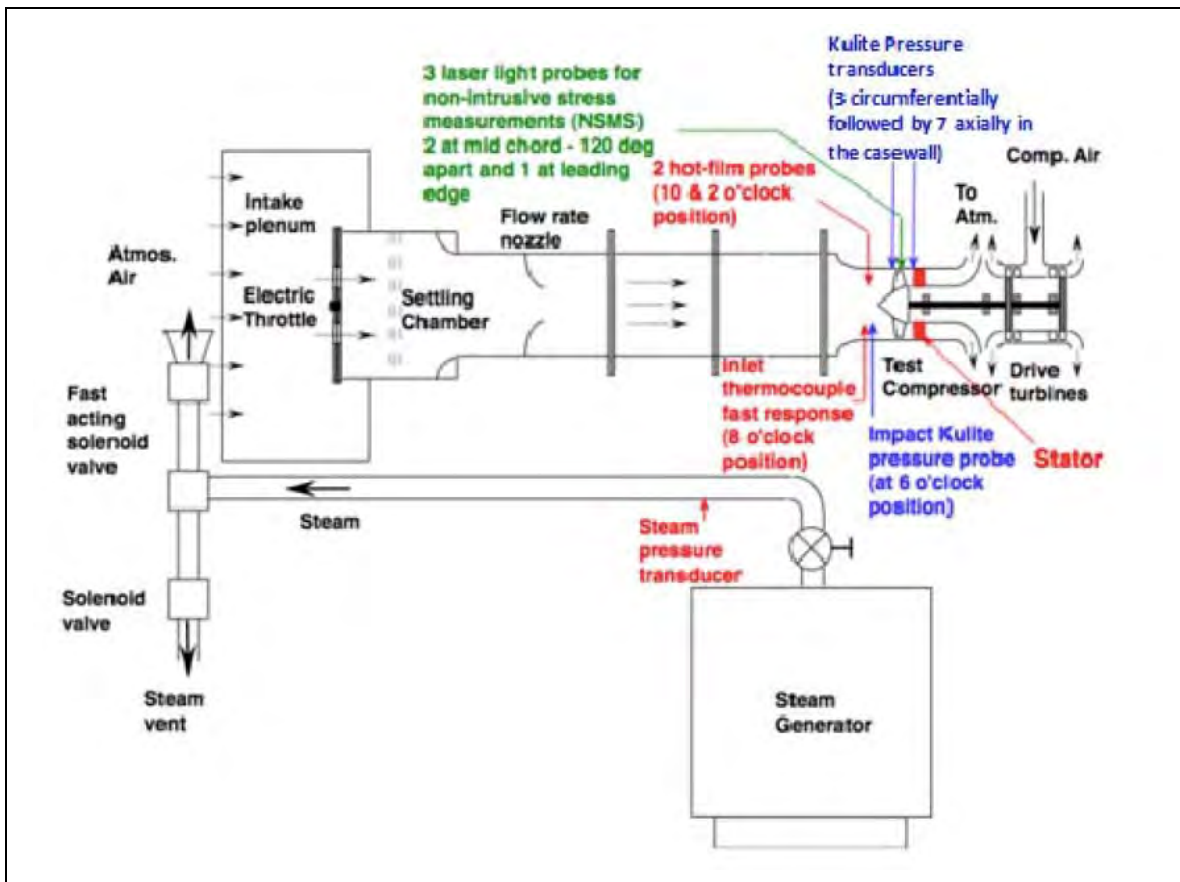 Kulite Pressure
transducers
(3 circumferentially
followed by 7 axially in
the casewall)
3 laser light probes for
non-intrusive stress
measurements (NSMS)
2 at mid chord - 120 deg
apart and 1 at leading
edge
2 hot-film probes
(10 & 2 o"clock
position)
Comp. Air
To
Atm.
Intake
plenum
Flow rate
nozzle
Atmos.
Air
Electric
Throttle
Settling
Chamber
Fast
acting
solenoid
valve
Inlet
thermocouple
fast response
(8 o'clock
position)
Test
Compressor
Drive
turbines
Impact Kulite
pressure probe
(at 6 o'clock
position)
Stator
Steam
Steam
pressure
transducer
Solenoid
valve
Steam
vent
Steam
Generator